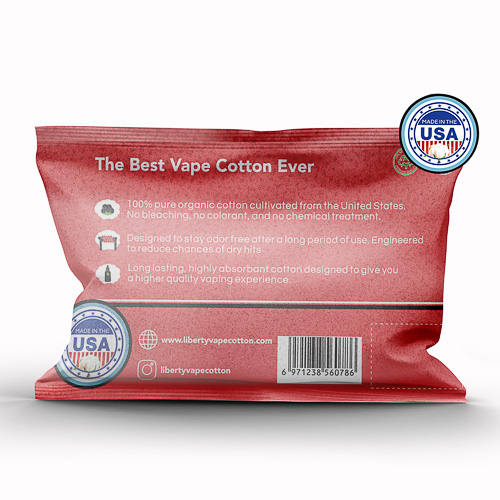 MADE IN THE
USA
The Best Vape Cotton Ever
100% pure organic cotton cultivated from the United States.
No bleaching, no colorant, and no chemical treatment.
Designed to stay odor free after a long period of use. Engineered
to reduce chances of dry hits
Long lasting, highly absorbant cotton designed to give you
a higher quality vaping experience.
MADE IN THE
USA
www.libertyvapecotton.com
libertyvapecotton
6 971238 560786